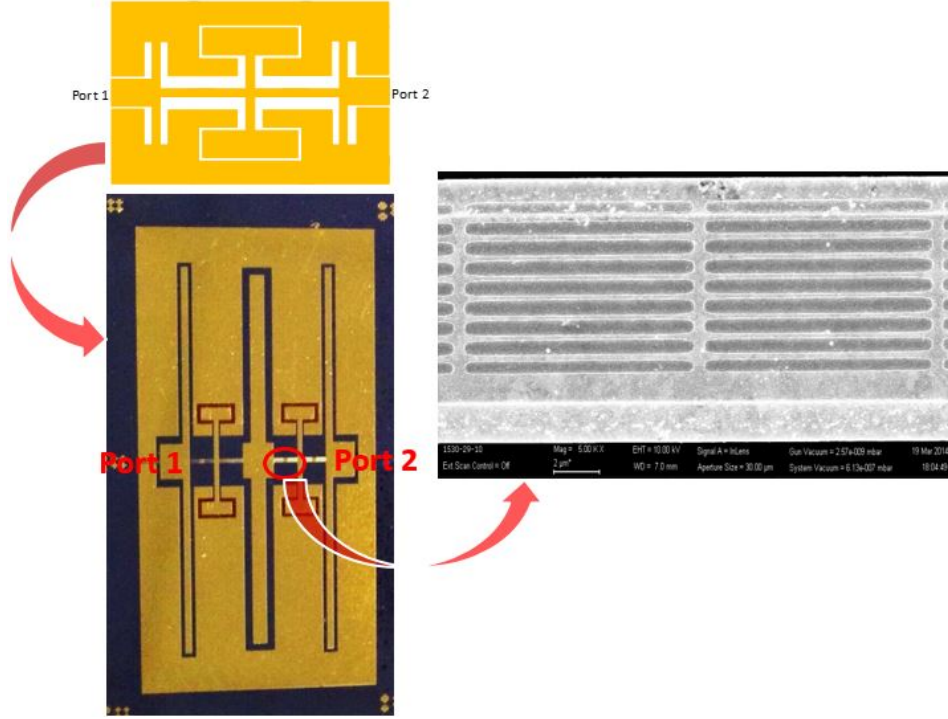 Port 1
Port 2
Port 1
Port 2
1530-29-10
Mag = 5.00 K X
EHT = 10.00 kV
Signal A = InLens
Gun Vacuum = 2.57e-009 mbar
19 Mar 2014
2 µm*
Ext Scan Control = Off
WD = 7.0 mm
Aperture Size = 30.00 µm
System Vacuum = 6.13e-007 mbar
18:04:49